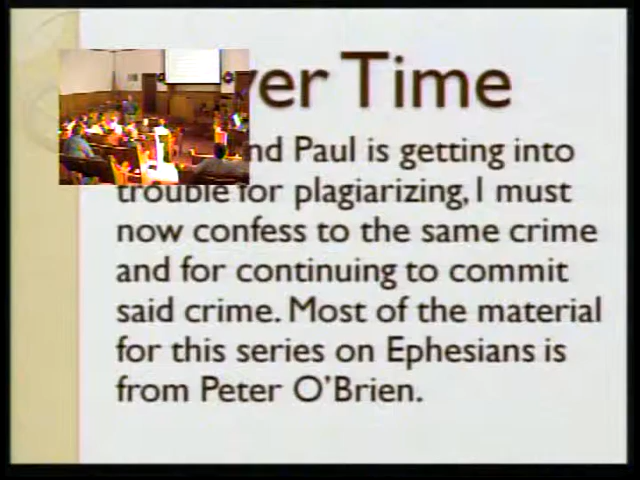 ver Time
nd Paul is getting into
trouble for plagiarizing, I must
now confess to the same crime
and for continuing to commit
said crime. Most of the material
for this series on Ephesians is
from Peter O'Brien.